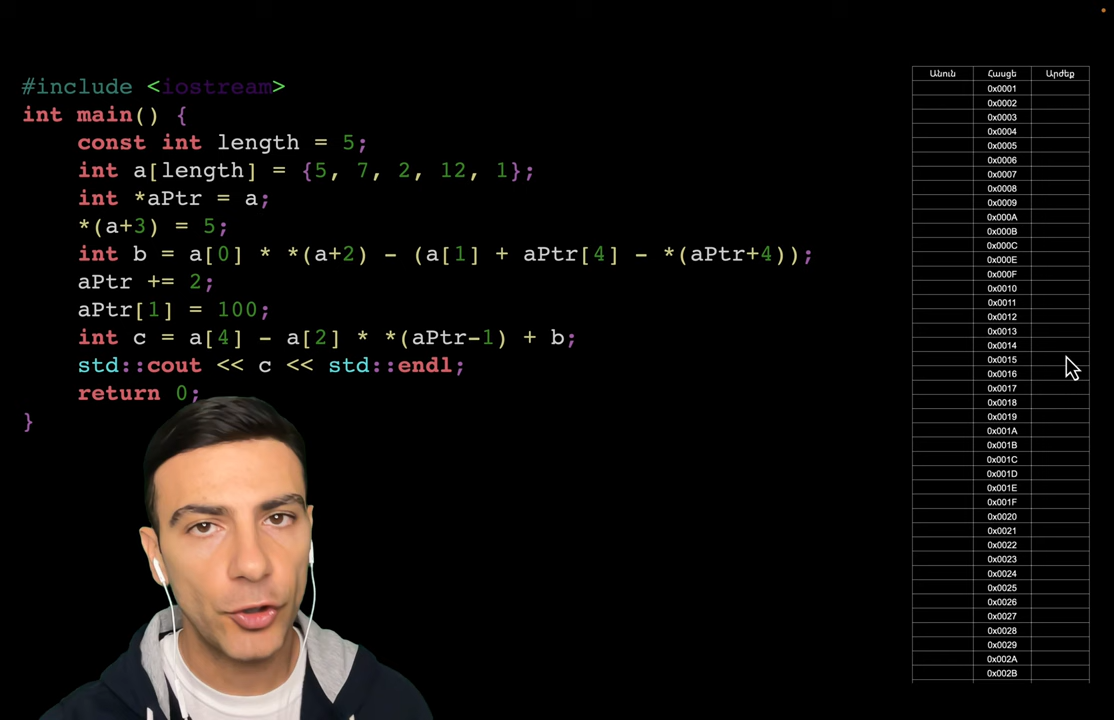 #include <iostream>
int main() {
const int length = 5;
int a[length] = {5, 7, 2, 12, 1};
int *aPtr = a;
*(a+3) = 5;
int b = a[0] * *(a+2) - (a[1] + aPtr[4] - *(aPtr+4));
aPtr += 2;
aPtr[1] = 100;
int c = a[4] - a[2] * *(aPtr-1) + b;
std::cout << c << std::endl;
return 0;
}
Անուն Հասցե Արժեք
0x0001
0x0002
0x0003
0x0004
0x0005
0x0006
0x0007
0x0008
0x0009
0x000A
0x000B
0x000C
0x000E
0x000F
0x0010
0x0011
0x0012
0x0013
0x0014
0x0015
0x0016
0x0017
0x0018
0x0019
0x001A
0x001B
0x001C
0x001D
0x001E
0x001F
0x0020
0x0021
0x0022
0x0023
0x0024
0x0025
0x0026
0x0027
0x0028
0x0029
0x002A
0x002B